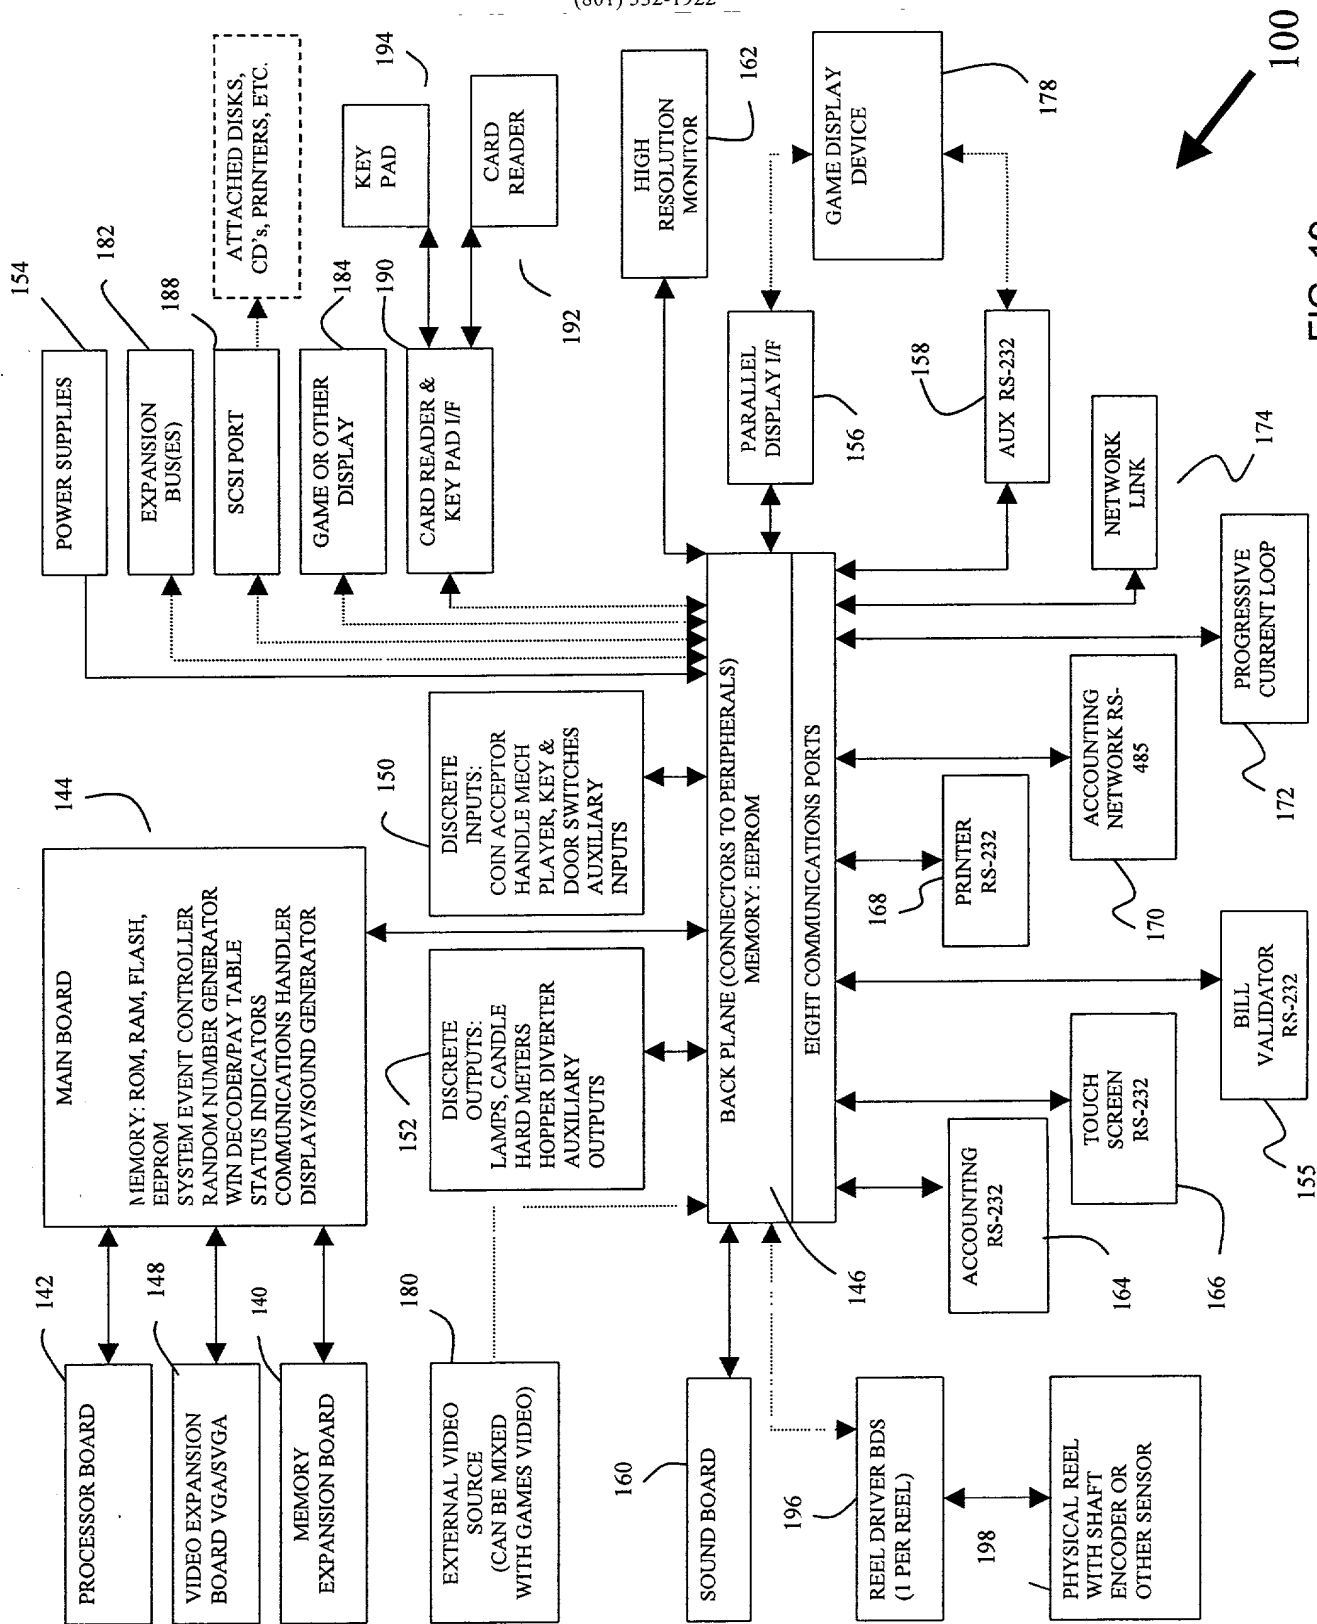 (801) 532-1922
PROCESSOR BOARD
142
VIDEO EXPANSION
BOARD VGA/SVGA
148
MEMORY
EXPANSION BOARD
140
MAIN BOARD
MEMORY: ROM, RAM, FLASH,
EEPROM
SYSTEM EVENT CONTROLLER
RANDOM NUMBER GENERATOR
WIN DECODER/PAY TABLE
STATUS INDICATORS
COMMUNICATIONS HANDLER
DISPLAY/SOUND GENERATOR
144
POWER SUPPLIES
154
EXPANSION
BUS(ES)
182
SCSI PORT
188
ATTACHED DISKS,
CD's, PRINTERS, ETC.
GAME OR OTHER
DISPLAY
184
CARD READER &
KEY PAD I/F
190
KEY
PAD
194
CARD
READER
192
EXTERNAL VIDEO
SOURCE
(CAN BE MIXED
WITH GAMES VIDEO)
180
DISCRETE
OUTPUTS:
LAMPS, CANDLE
HARD METERS
HOPPER DIVERTER
AUXILIARY
OUTPUTS
152
DISCRETE
INPUTS:
COIN ACCEPTOR
HANDLE MECH
PLAYER, KEY &
DOOR SWITCHES
AUXILIARY
INPUTS
150
HIGH
RESOLUTION
MONITOR
162
SOUND BOARD
160
BACK PLANE (CONNECTORS TO PERIPHERALS)
MEMORY: EEPROM
EIGHT COMMUNICATIONS PORTS
146
PARALLEL
DISPLAY I/F
156
GAME DISPLAY
DEVICE
178
REEL DRIVER BDS
(1 PER REEL)
196
AUX RS-232
158
PHYSICAL REEL
WITH SHAFT
ENCODER OR
OTHER SENSOR
198
ACCOUNTING
RS-232
164
TOUCH
SCREEN
RS-232
166
BILL
VALIDATOR
RS-232
155
PRINTER
RS-232
168
ACCOUNTING
NETWORK RS-
485
170
PROGRESSIVE
CURRENT LOOP
172
NETWORK
LINK
174
100